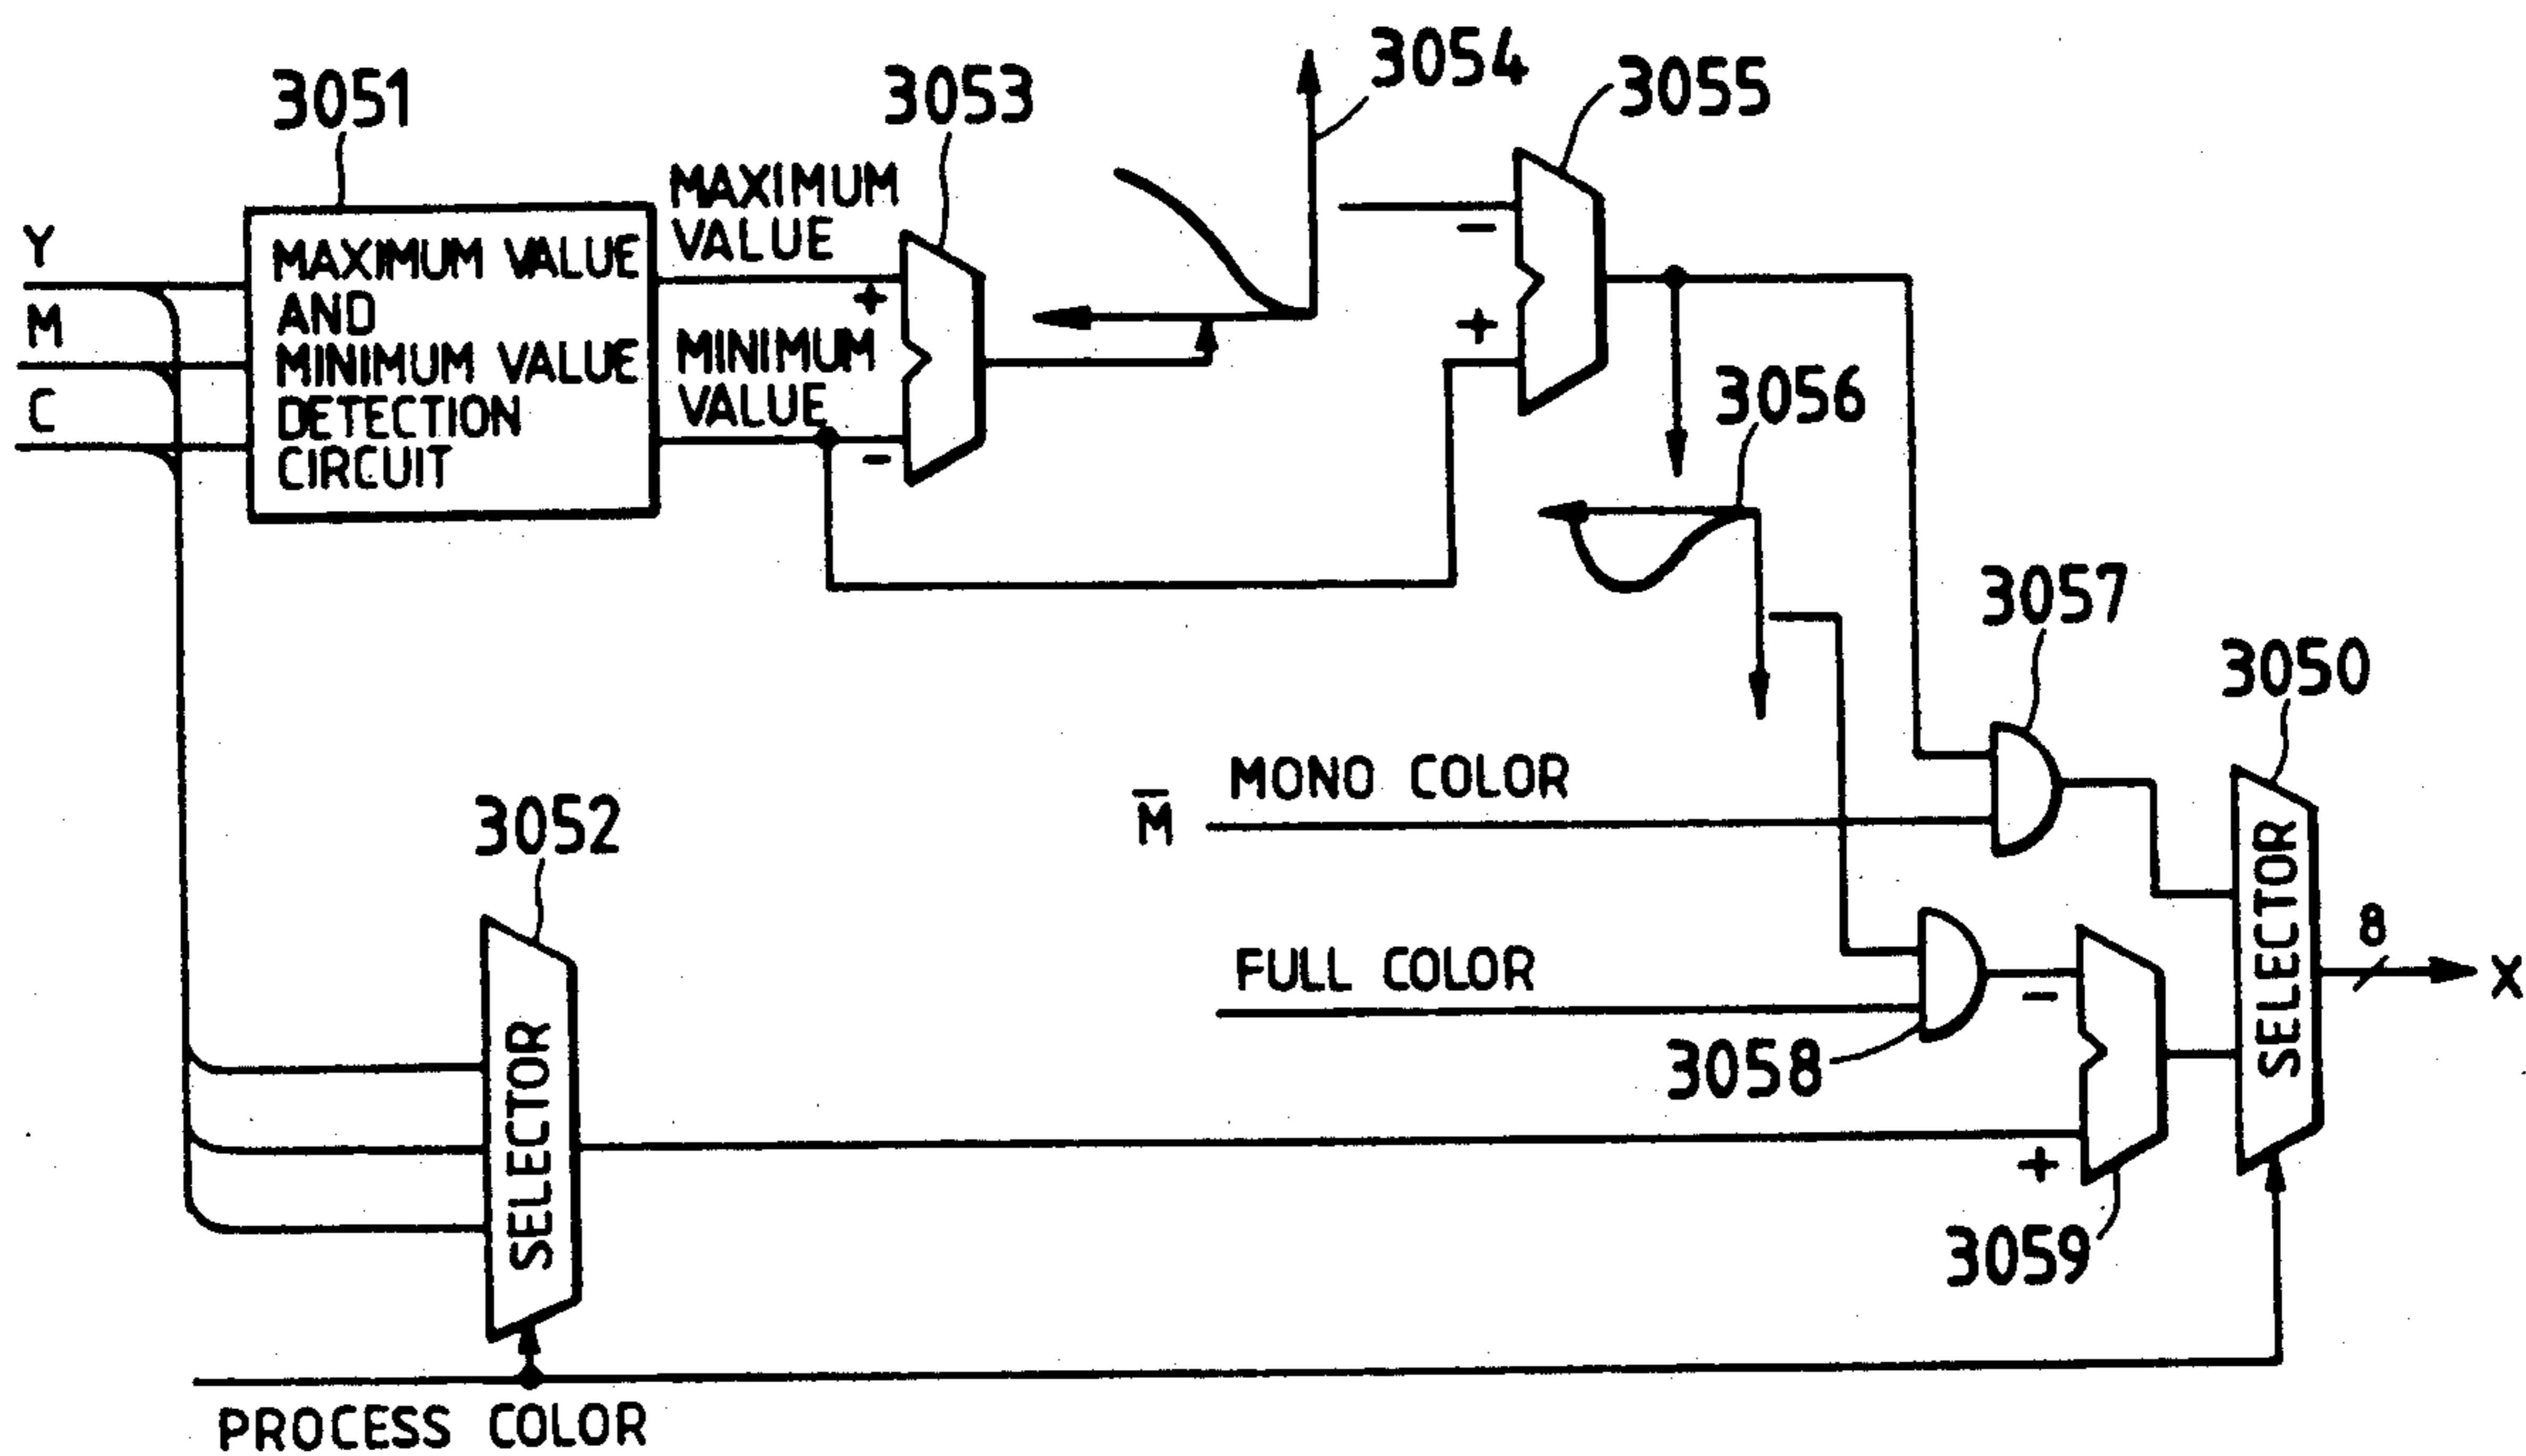 3054
3055
3051
3053
MAXIMUM
VALUE
Y
MAXIMUM VALUE
AND
MINIMUM VALUE
DETECTION
CIRCUIT
+
-
M
+
MINIMUM
VALUE
C
-
3056
3057
3050
MONO COLOR
M̅
3052
SELECTOR
8
X
FULL COLOR
-
3058
SELECTOR
+
3059
PROCESS COLOR